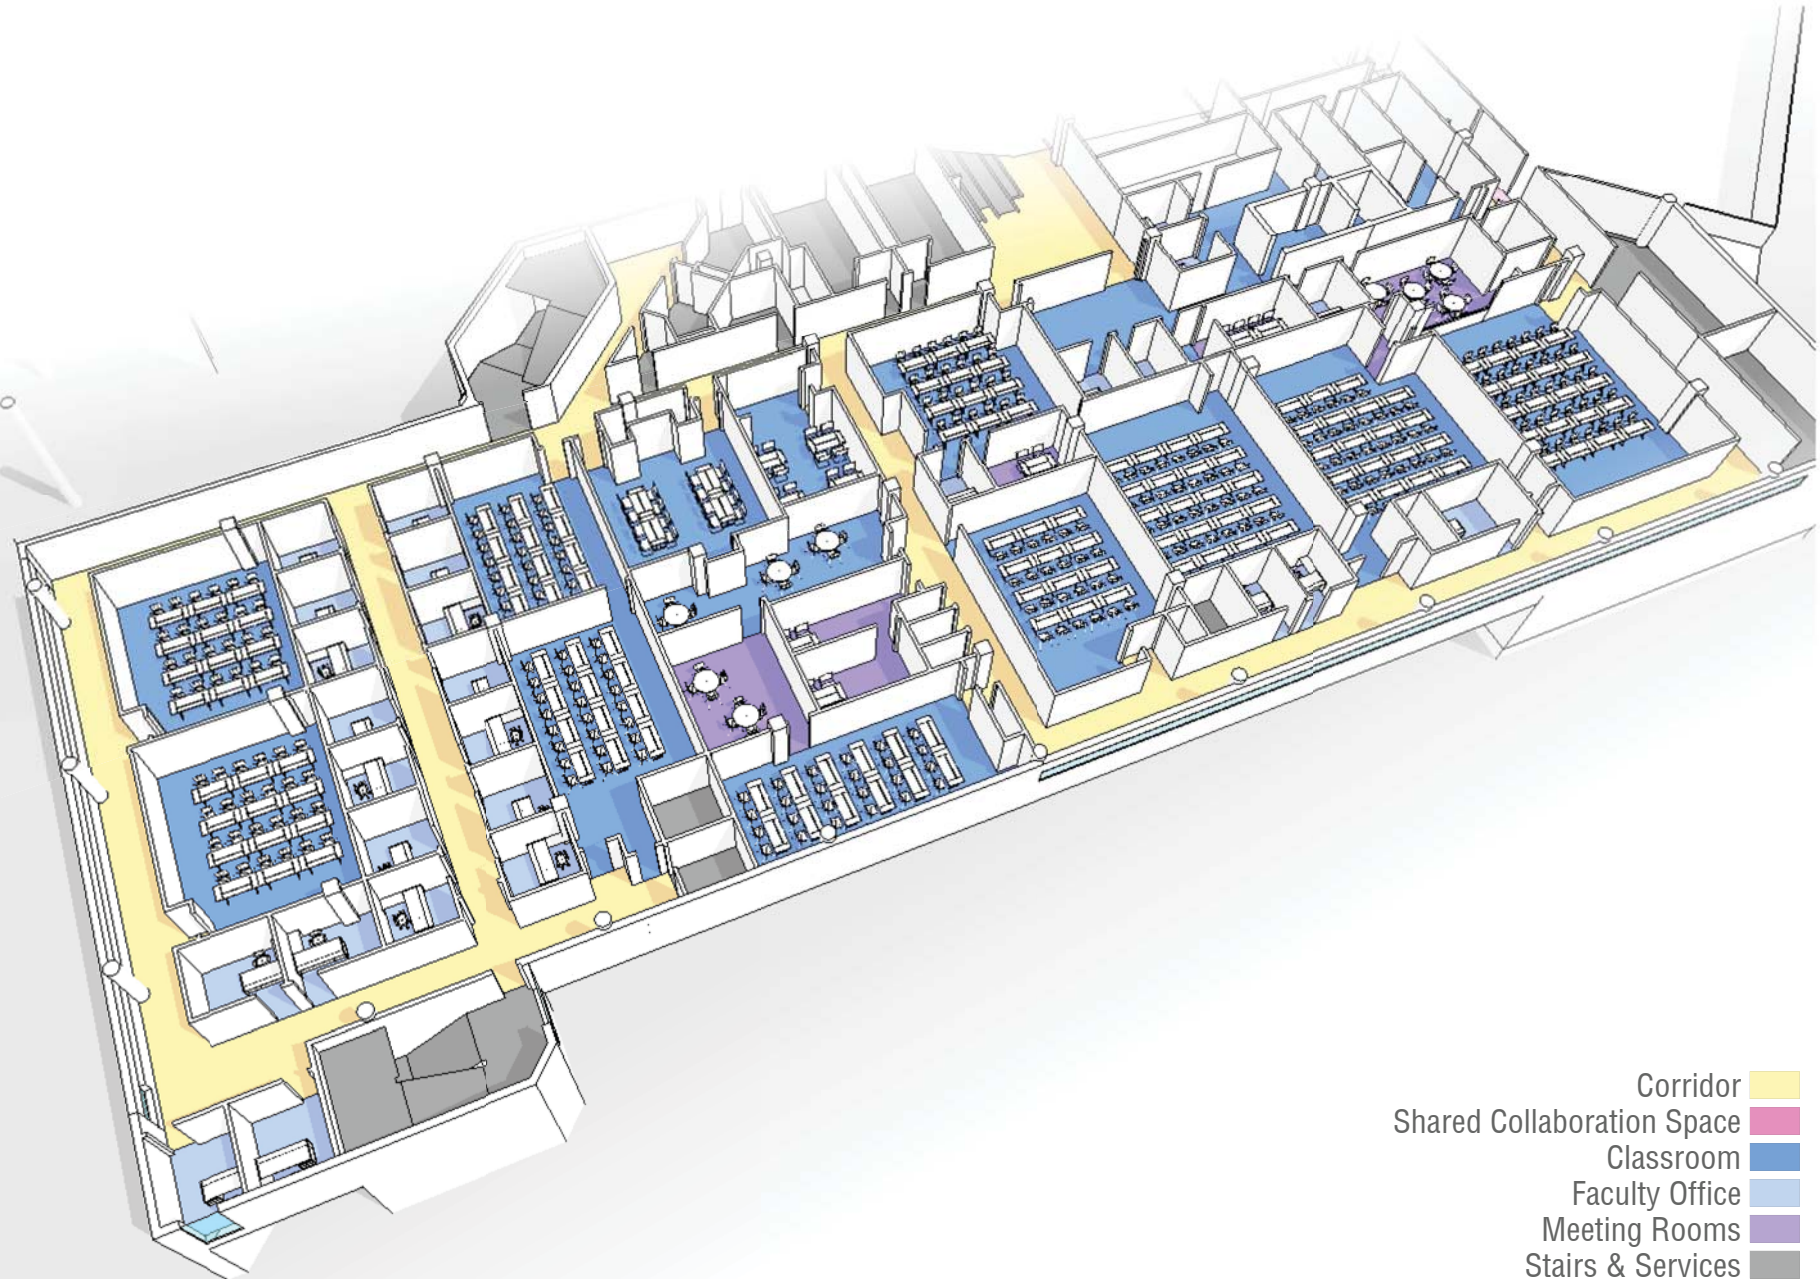 Corridor
Shared Collaboration Space
Classroom
Faculty Office
Meeting Rooms
Stairs & Services